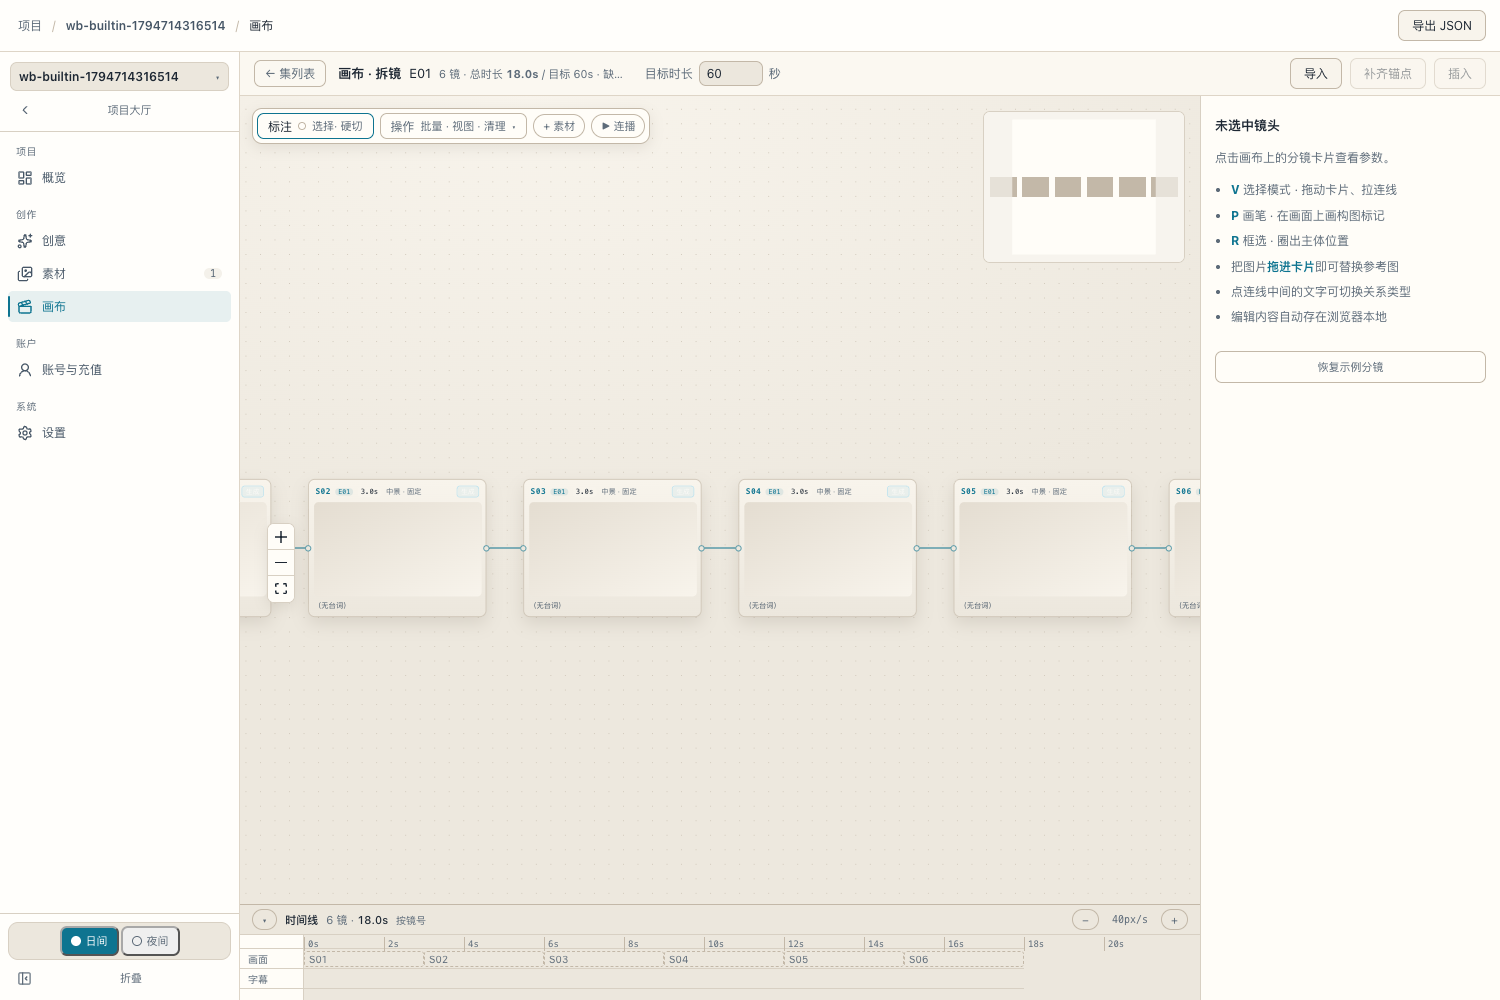 项目 / wb-builtin-1794714316514 / 画布
导出 JSON
wb-builtin-1794714316514
项目大厅
项目
概览
创作
创意
素材 1
画布
账户
账号与充值
系统
设置
日间 夜间
折叠
← 集列表 画布 · 拆镜 E01 6 镜 · 总时长 18.0s / 目标 60s · 缺... 目标时长 60 秒
导入 补齐锚点 插入
标注 选择· 硬切 操作 批量 · 视图 · 清理 + 素材 ▶ 连播
S02 E01 3.0s 中景 · 固定
(无台词)
S03 E01 3.0s 中景 · 固定
(无台词)
S04 E01 3.0s 中景 · 固定
(无台词)
S05 E01 3.0s 中景 · 固定
(无台词)
S06
时间线 6 镜 · 18.0s 按镜号
− 40px/s +
0s 2s 4s 6s 8s 10s 12s 14s 16s 18s 20s
画面 S01 S02 S03 S04 S05 S06
字幕
未选中镜头
点击画布上的分镜卡片查看参数。
V 选择模式 · 拖动卡片、拉连线
P 画笔 · 在画面上画构图标记
R 框选 · 圈出主体位置
把图片拖进卡片即可替换参考图
点连线中间的文字可切换关系类型
编辑内容自动存在浏览器本地
恢复示例分镜